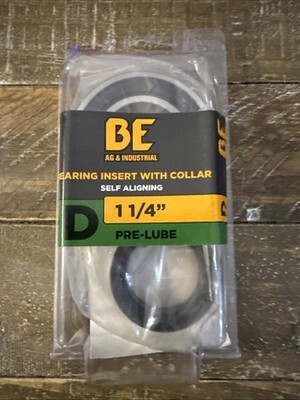 BE
AG & INDUSTRIAL
EARING INSERT WITH COLLAR
SELF ALIGNING
D
1 1/4"
PRE-LUBE